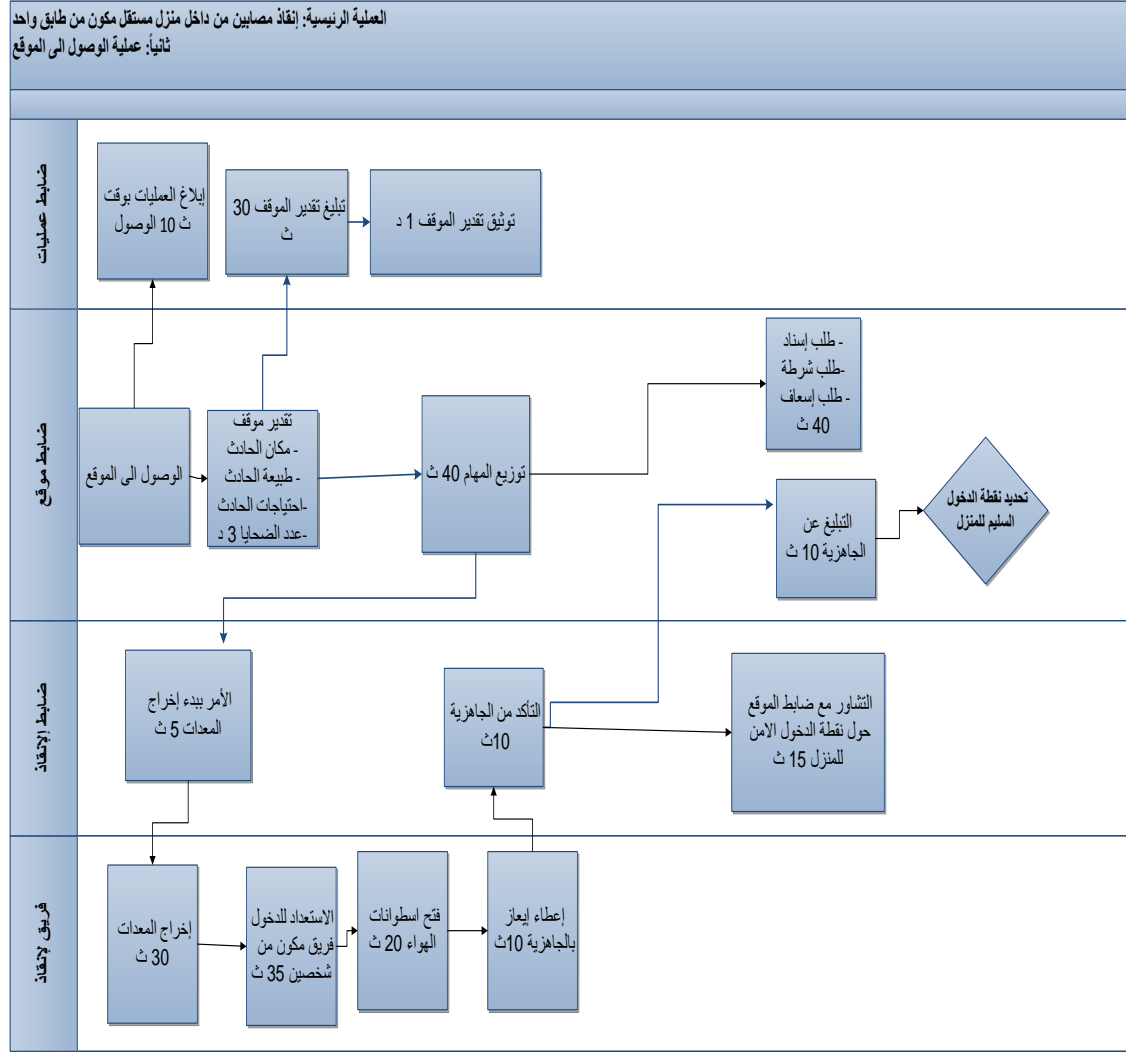 العملية الرئيسية: إنقاذ مصابين من داخل منزل مستقل مكون من طابق واحد
ثانياً: عملية الوصول الى الموقع
ضابط عمليات
إبلاغ العمليات بوقت
ث 10 الوصول
تبليغ تقدير الموقف 30
ث
توثيق تقدير الموقف 1 د
ضابط موقع
الوصول الى الموقع
تقدير موقف
- مكان الحادث
- طبيعة الحادث
-احتياجات الحادث
-عدد الضحايا 3 د
توزيع المهام 40 ث
- طلب إسناد
-طلب شرطة
- طلب إسعاف
40 ث
التبليغ عن
الجاهزية 10 ث
تحديد نقطة الدخول
السليم للمنزل
ضابط الإنقاذ
الأمر ببدء إخراج
المعدات 5 ث
التأكد من الجاهزية
10ث
التشاور مع ضابط الموقع
حول نقطة الدخول الامن
للمنزل 15 ث
فريق لإنقاذ
إخراج المعدات
30 ث
الاستعداد للدخول
فريق مكون من
شخصين 35 ث
فتح اسطوانات
الهواء 20 ث
إعطاء إيعاز
بالجاهزية 10ث